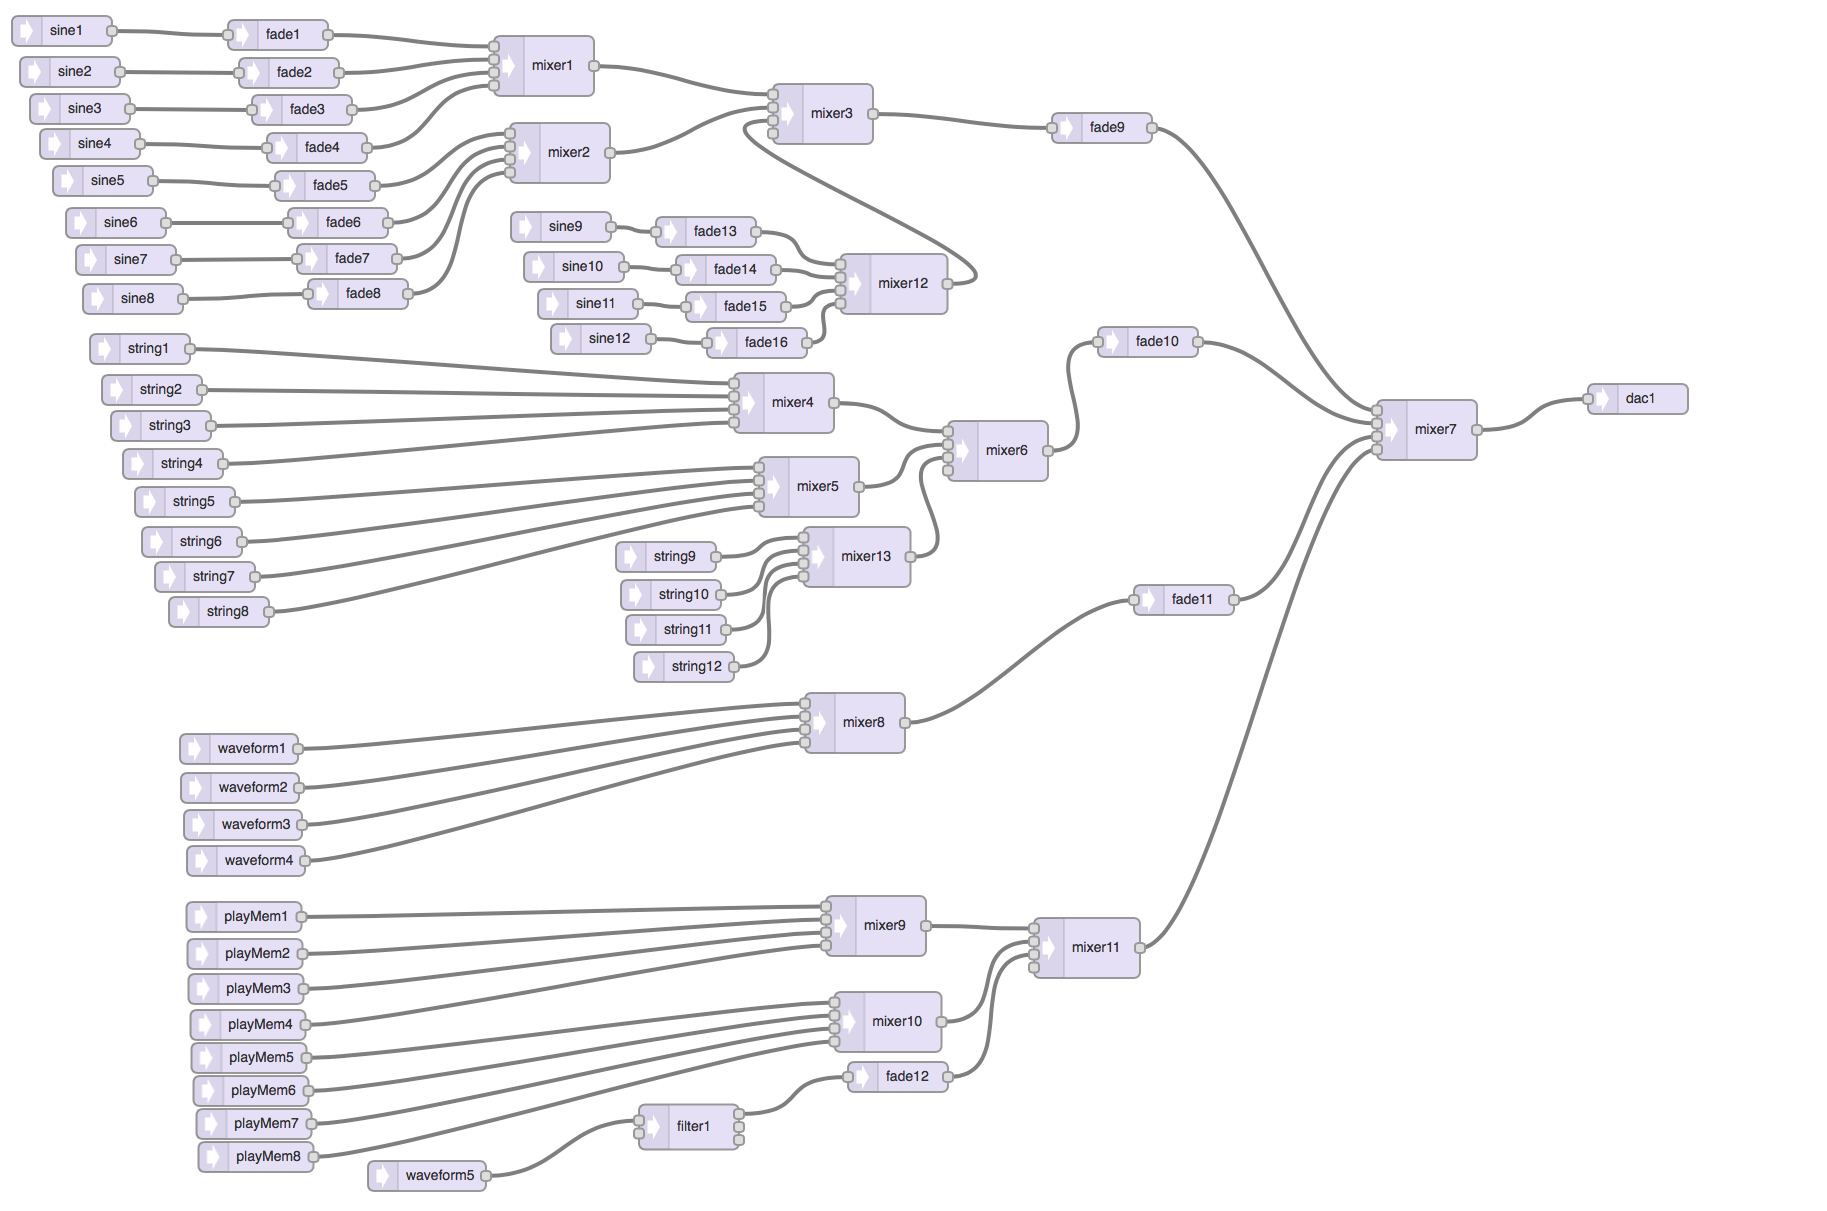 sine1
fade1
sine2
fade2
mixer1
sine3
fade3
mixer3
sine4
fade4
mixer2
fade9
sine5
fade5
sine6
fade6
sine9
fade13
sine7
fade7
sine10
fade14
mixer12
sine8
fade8
sine11
fade15
sine12
fade16
fade10
string1
string2
mixer4
dac1
string3
mixer6
mixer7
string4
string5
mixer5
string6
string9
mixer13
string7
string10
fade11
string8
string11
string12
mixer8
waveform1
waveform2
waveform3
waveform4
playMem1
mixer9
mixer11
playMem2
playMem3
playMem4
mixer10
playMem5
playMem6
fade12
playMem7
filter1
playMem8
waveform5